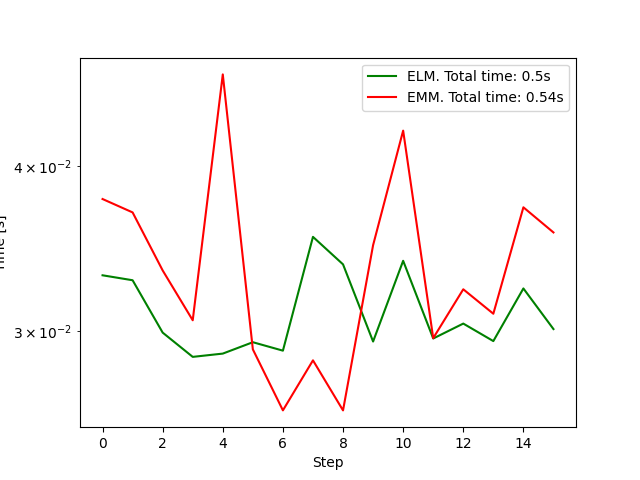 ELM. Total time: 0.5s
EMM. Total time: 0.54s
4 × 10⁻²
3 × 10⁻²
0 2 4 6 8 10 12 14
Step